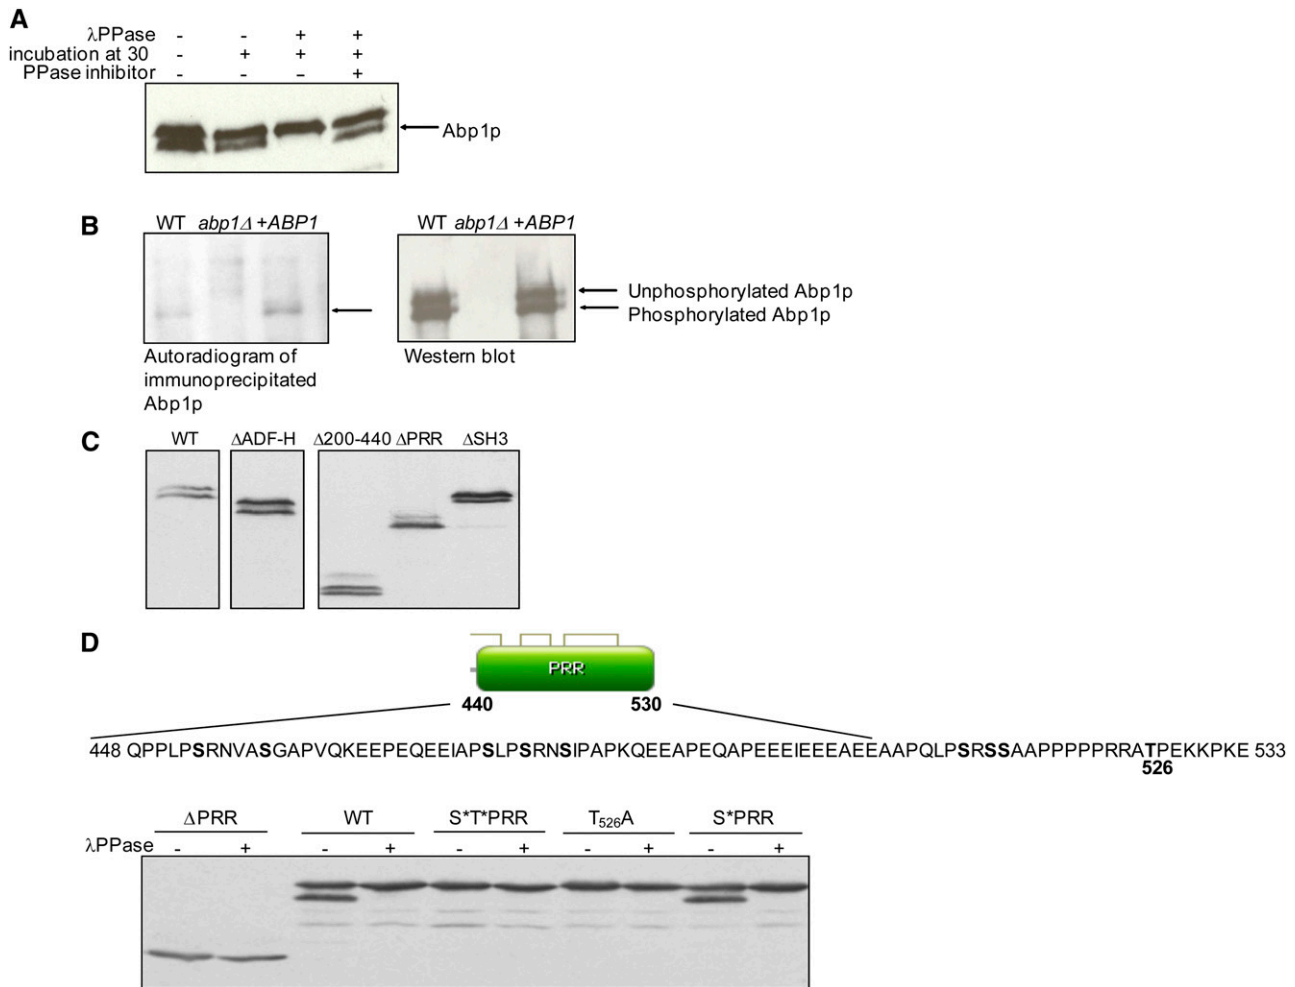 A
λPPase - - + +
incubation at 30 - + + +
PPase inhibitor - - - +
Abp1p
B
WT abp1Δ +ABP1
WT abp1Δ +ABP1
Unphosphorylated Abp1p
Phosphorylated Abp1p
Autoradiogram of
immunoprecipitated
Abp1p
Western blot
C
WT ΔADF-H Δ200-440 ΔPRR ΔSH3
D
PRR
440 530
448 QPPLPSRNVASGAPVQKEEPEQEEIAPSLPSRNSIPAPKQEEAPEQAPEEEIEEEAEEAAPQLPSRSSAAPPPPPRRATPEKKPKE 533
526
ΔPRR WT S*T*PRR T₅₂₆A S*PRR
λPPase - + - + - + - + - +